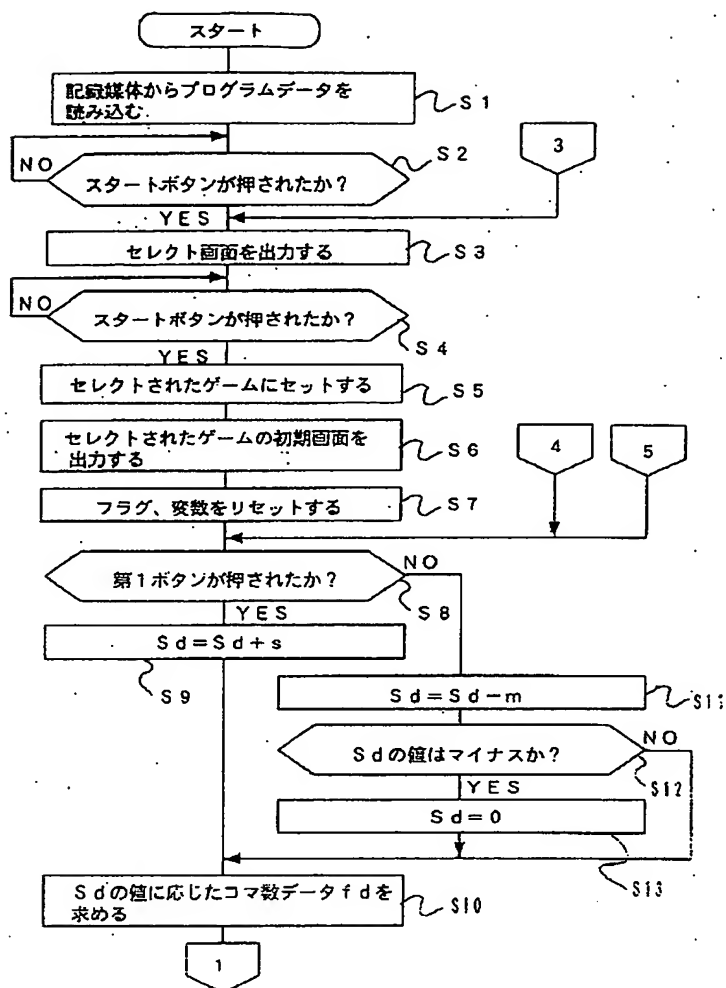 スタート
記録媒体からプログラムデータを
読み込む
S1
NO
S2
スタートボタンが押されたか？
3
YES
セレクト画面を出力する
S3
NO
スタートボタンが押されたか？
S4
YES
セレクトされたゲームにセットする
S5
セレクトされたゲームの初期画面を
出力する
S6
4
5
フラグ、変数をリセットする
S7
第1ボタンが押されたか？
NO
S8
YES
Sd=Sd+s
S9
Sd=Sd-m
Sdの値はマイナスか？
NO
S12
YES
Sd=0
S13
Sdの値に応じたコマ数データfdを
求める
S10
1